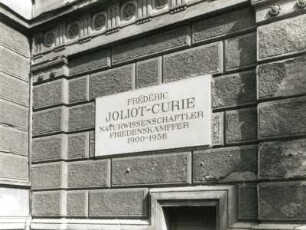 FRÉDÉRIC
JOLIOT-CURIE
NATURWISSENSCHAFTLER
FRIEDENSKÄMPFER
1900-1958